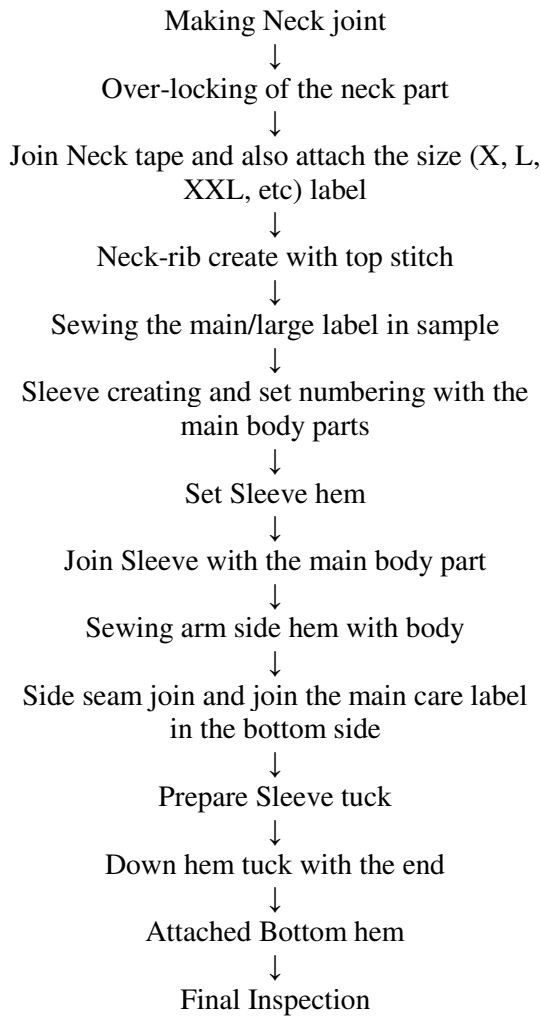 Making Neck joint
↓
Over-locking of the neck part
↓
Join Neck tape and also attach the size (X, L,
XXL, etc) label
↓
Neck-rib create with top stitch
↓
Sewing the main/large label in sample
↓
Sleeve creating and set numbering with the
main body parts
↓
Set Sleeve hem
↓
Join Sleeve with the main body part
↓
Sewing arm side hem with body
↓
Side seam join and join the main care label
in the bottom side
↓
Prepare Sleeve tuck
↓
Down hem tuck with the end
↓
Attached Bottom hem
↓
Final Inspection